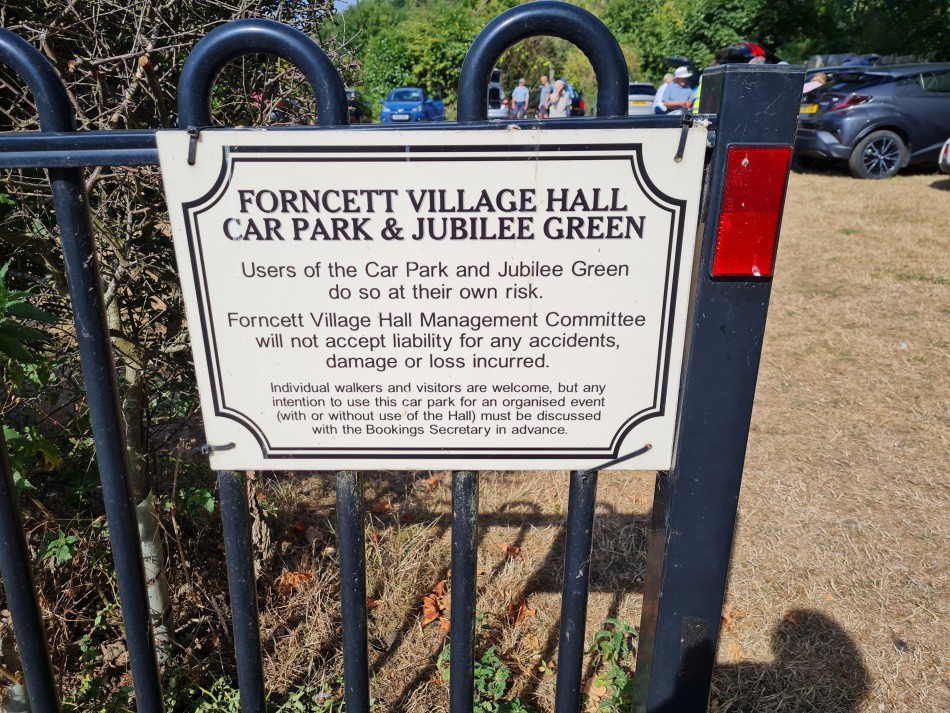 FORNCETT VILLAGE HALL
CAR PARK & JUBILEE GREEN
Users of the Car Park and Jubilee Green
do so at their own risk.
Forncett Village Hall Management Committee
will not accept liability for any accidents,
damage or loss incurred.
Individual walkers and visitors are welcome, but any
intention to use this car park for an organised event
(with or without use of the Hall) must be discussed
with the Bookings Secretary in advance.